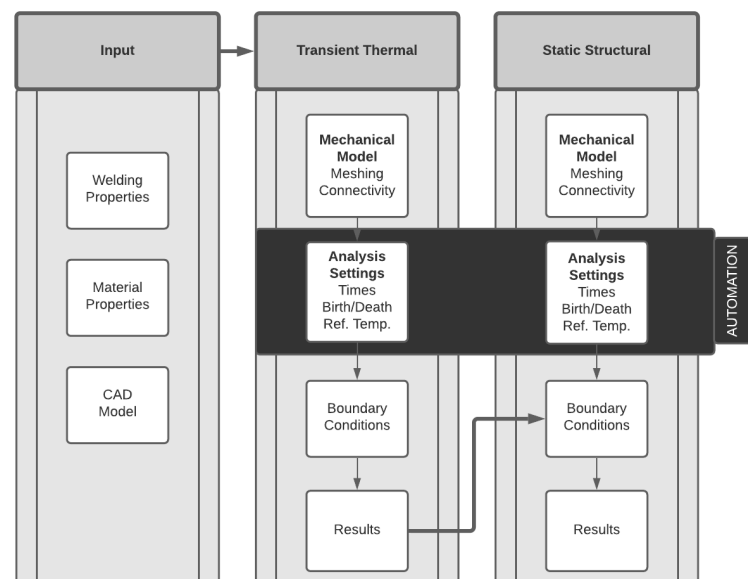 Input
Transient Thermal
Static Structural
Welding
Properties
Material
Properties
CAD
Model
Mechanical
Model
Meshing
Connectivity
Analysis
Settings
Times
Birth/Death
Ref. Temp.
Boundary
Conditions
Results
Mechanical
Model
Meshing
Connectivity
Analysis
Settings
Times
Birth/Death
Ref. Temp.
Boundary
Conditions
Results
AUTOMATION